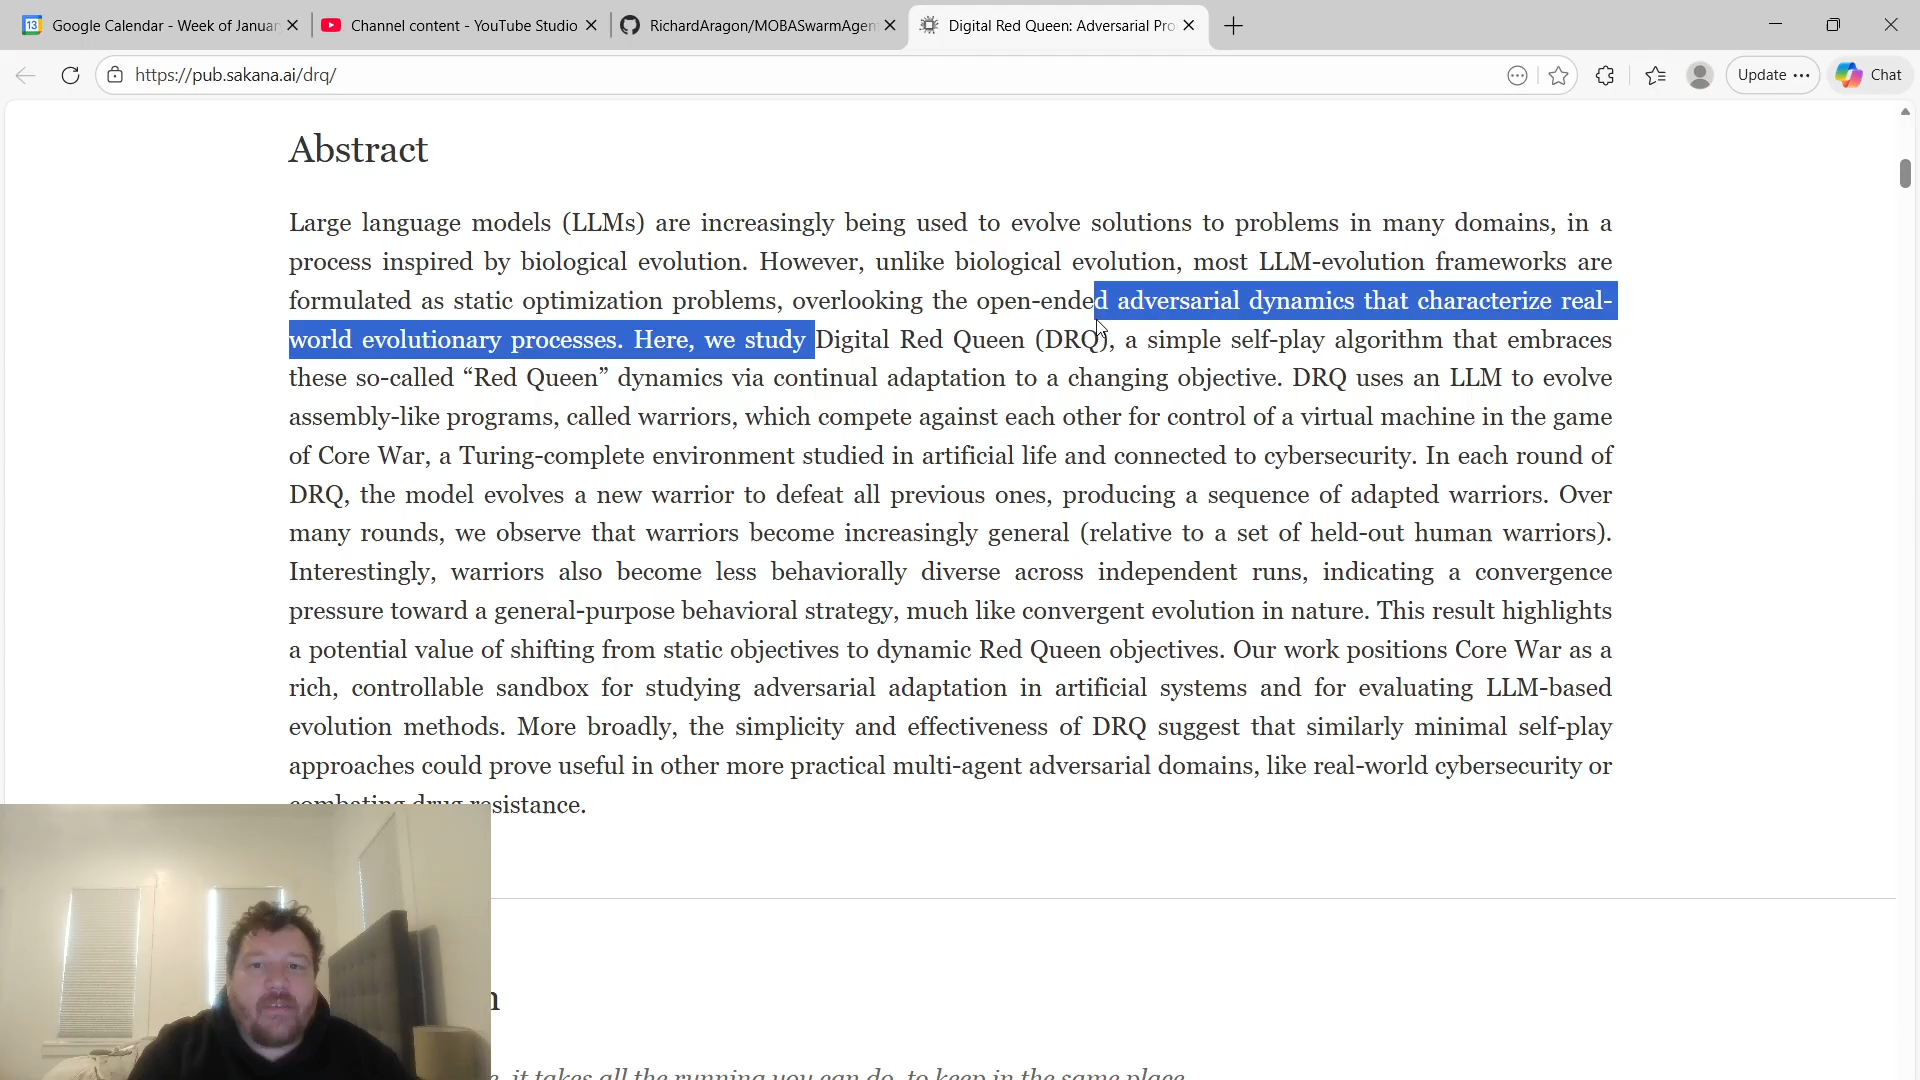 13 Google Calendar - Week of Januar
Channel content - YouTube Studio
RichardAragon/MOBASwarmAgen
Digital Red Queen: Adversarial Pro
https://pub.sakana.ai/drq/
Update
Chat
Abstract
Large language models (LLMs) are increasingly being used to evolve solutions to problems in many domains, in a
process inspired by biological evolution. However, unlike biological evolution, most LLM-evolution frameworks are
formulated as static optimization problems, overlooking the open-ended adversarial dynamics that characterize real-
world evolutionary processes. Here, we study Digital Red Queen (DRQ), a simple self-play algorithm that embraces
these so-called “Red Queen” dynamics via continual adaptation to a changing objective. DRQ uses an LLM to evolve
assembly-like programs, called warriors, which compete against each other for control of a virtual machine in the game
of Core War, a Turing-complete environment studied in artificial life and connected to cybersecurity. In each round of
DRQ, the model evolves a new warrior to defeat all previous ones, producing a sequence of adapted warriors. Over
many rounds, we observe that warriors become increasingly general (relative to a set of held-out human warriors).
Interestingly, warriors also become less behaviorally diverse across independent runs, indicating a convergence
pressure toward a general-purpose behavioral strategy, much like convergent evolution in nature. This result highlights
a potential value of shifting from static objectives to dynamic Red Queen objectives. Our work positions Core War as a
rich, controllable sandbox for studying adversarial adaptation in artificial systems and for evaluating LLM-based
evolution methods. More broadly, the simplicity and effectiveness of DRQ suggest that similarly minimal self-play
approaches could prove useful in other more practical multi-agent adversarial domains, like real-world cybersecurity or
combating drug resistance.
n
it takes all the running you can do, to keep in the same place